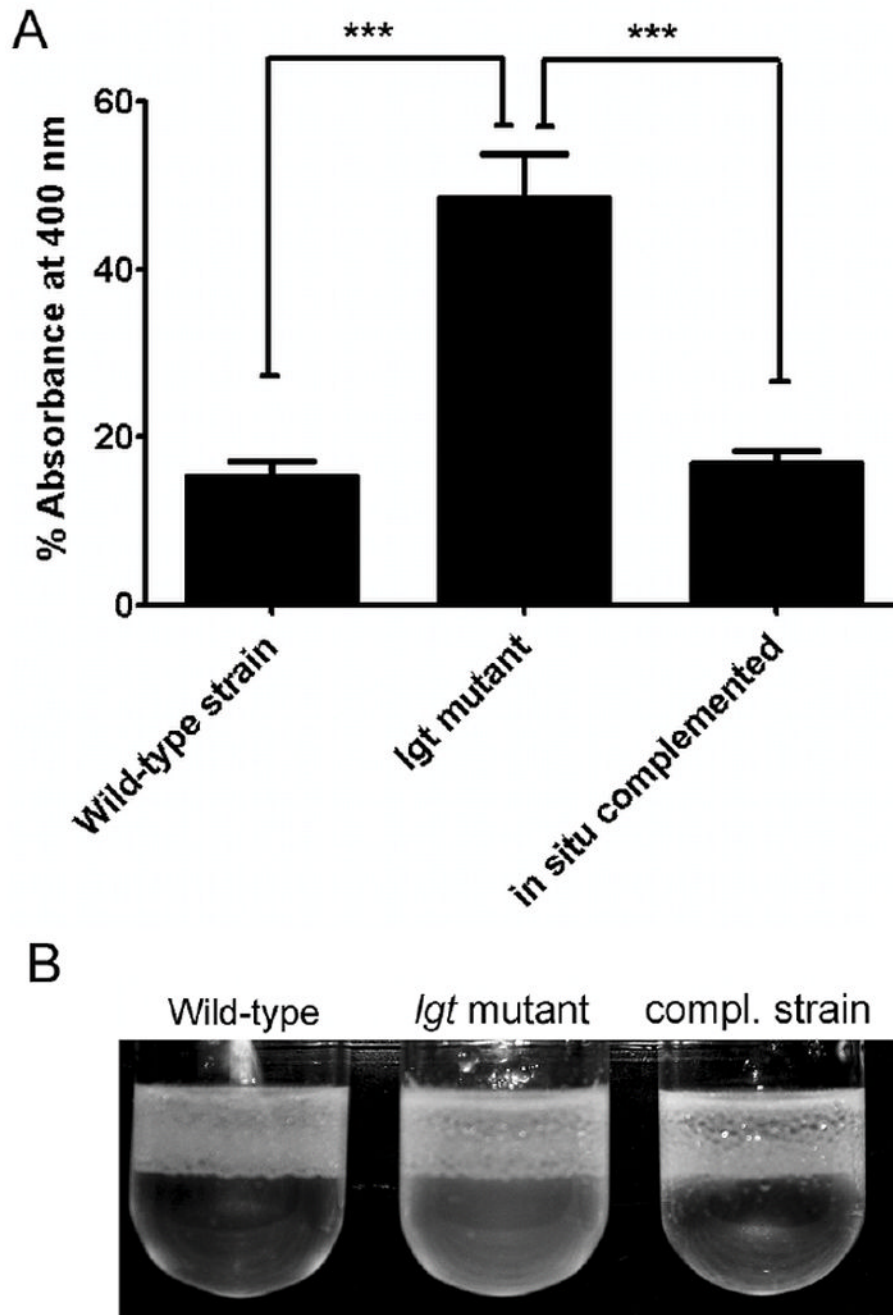 A
*** ***
60
40
20
0
% Absorbance at 400 nm
Wild-type strain
lgt mutant
in situ complemented
B
Wild-type lgt mutant compl. strain